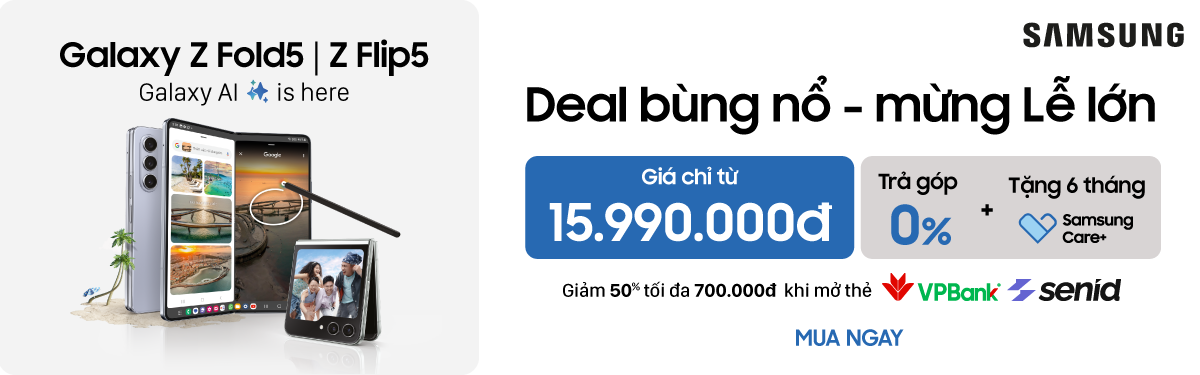 Galaxy Z Fold5 | Z Flip5
Galaxy AI is here
Google
SAMSUNG
Deal bùng nổ - mừng Lễ lớn
Giá chỉ từ
15.990.000đ
Trả góp
0%
+
Tặng 6 tháng
Samsung
Care+
Giảm 50% tối đa 700.000đ khi mở thẻ VPBank senid
MUA NGAY